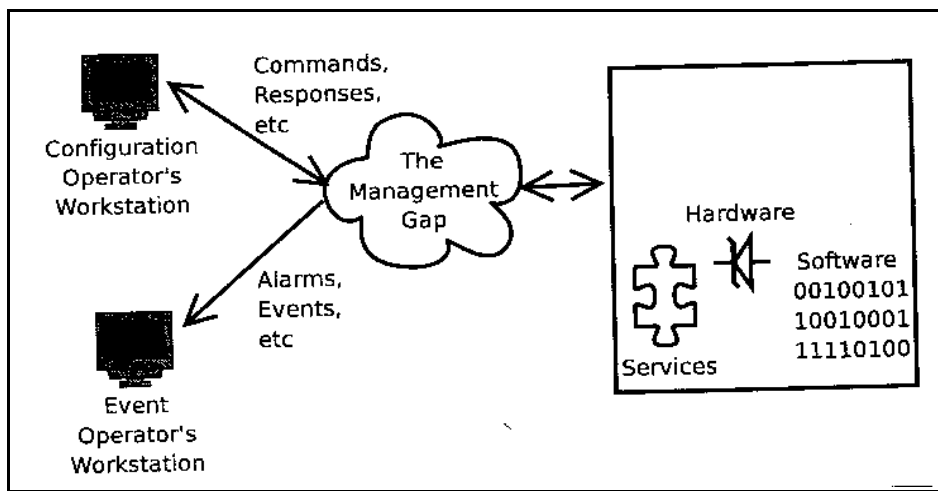 Commands,
Responses,
etc
Configuration
Operator's
Workstation
The
Management
Gap
Alarms,
Events,
etc
Event
Operator's
Workstation
Hardware
Software
00100101
10010001
11110100
Services